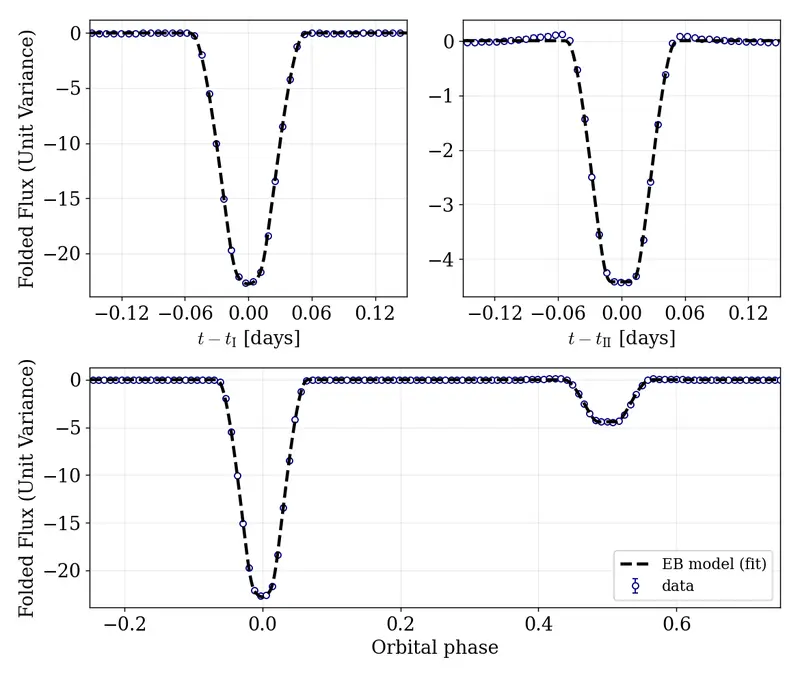 Folded Flux (Unit Variance)
0
−5
−10
−15
−20
−0.12 −0.06 0.00 0.06 0.12
t − t_I [days]
0
−1
−2
−3
−4
−0.12 −0.06 0.00 0.06 0.12
t − t_II [days]
Folded Flux (Unit Variance)
0
−5
−10
−15
−20
−0.2 0.0 0.2 0.4 0.6
Orbital phase
EB model (fit)
data